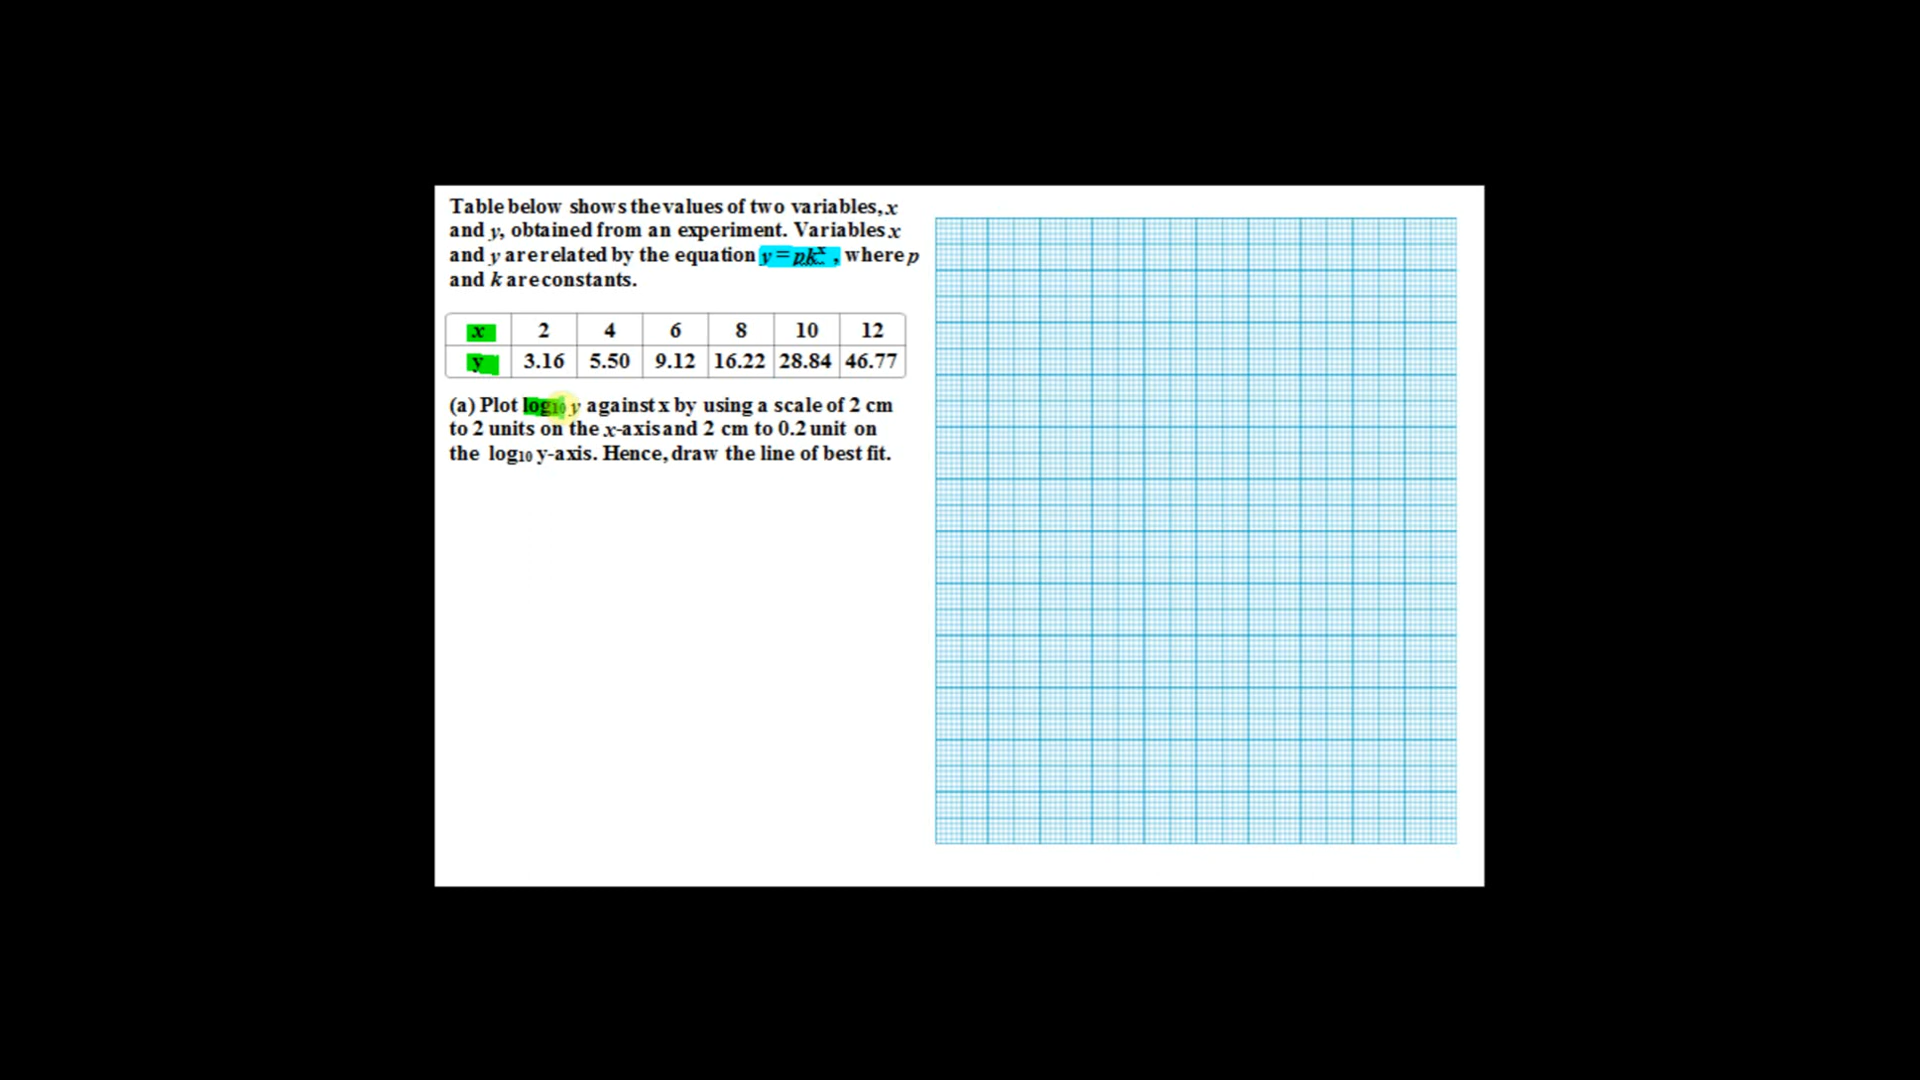 Table below shows the values of two variables, x
and y, obtained from an experiment. Variables x
and y are related by the equation y = pkˣ , where p
and k are constants.
x 2 4 6 8 10 12
y 3.16 5.50 9.12 16.22 28.84 46.77
(a) Plot log₁₀ y against x by using a scale of 2 cm
to 2 units on the x-axis and 2 cm to 0.2 unit on
the log₁₀ y-axis. Hence, draw the line of best fit.